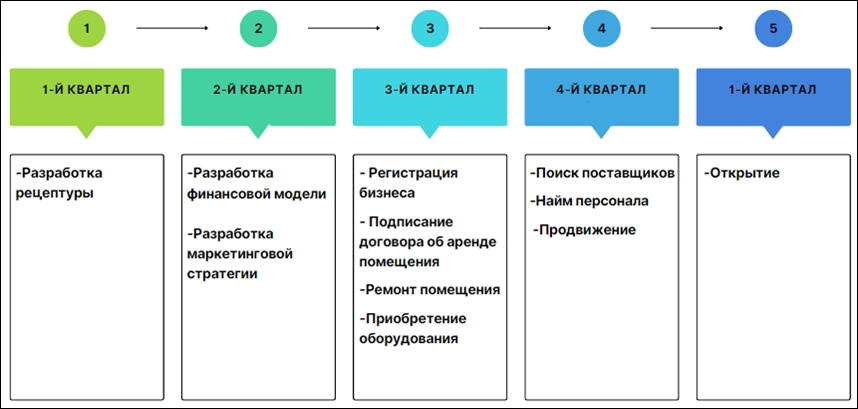 1
2
3
4
5
1-Й КВАРТАЛ
2-Й КВАРТАЛ
3-Й КВАРТАЛ
4-Й КВАРТАЛ
1-Й КВАРТАЛ
-Разработка
рецептуры
-Разработка
финансовой модели
-Разработка
маркетинговой
стратегии
- Регистрация
бизнеса
- Подписание
договора об аренде
помещения
-Ремонт помещения
-Приобретение
оборудования
-Поиск поставщиков
-Найм персонала
-Продвижение
-Открытие